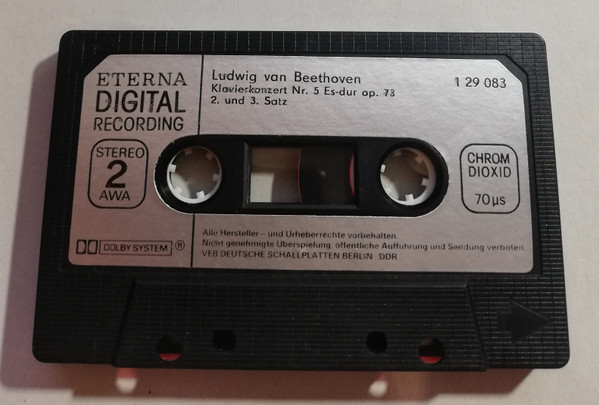 ETERNA
DIGITAL
RECORDING
STEREO
2
AWA
DOLBY SYSTEM ®
Ludwig van Beethoven
Klavierkonzert Nr. 5 Es-dur op. 73
2. und 3. Satz
1 29 083
CHROM
DIOXID
70 µs
Alle Hersteller- und Urheberrechte vorbehalten.
Nicht genehmigte Überspielung, öffentliche Aufführung und Sendung verboten.
VEB DEUTSCHE SCHALLPLATTEN BERLIN DDR